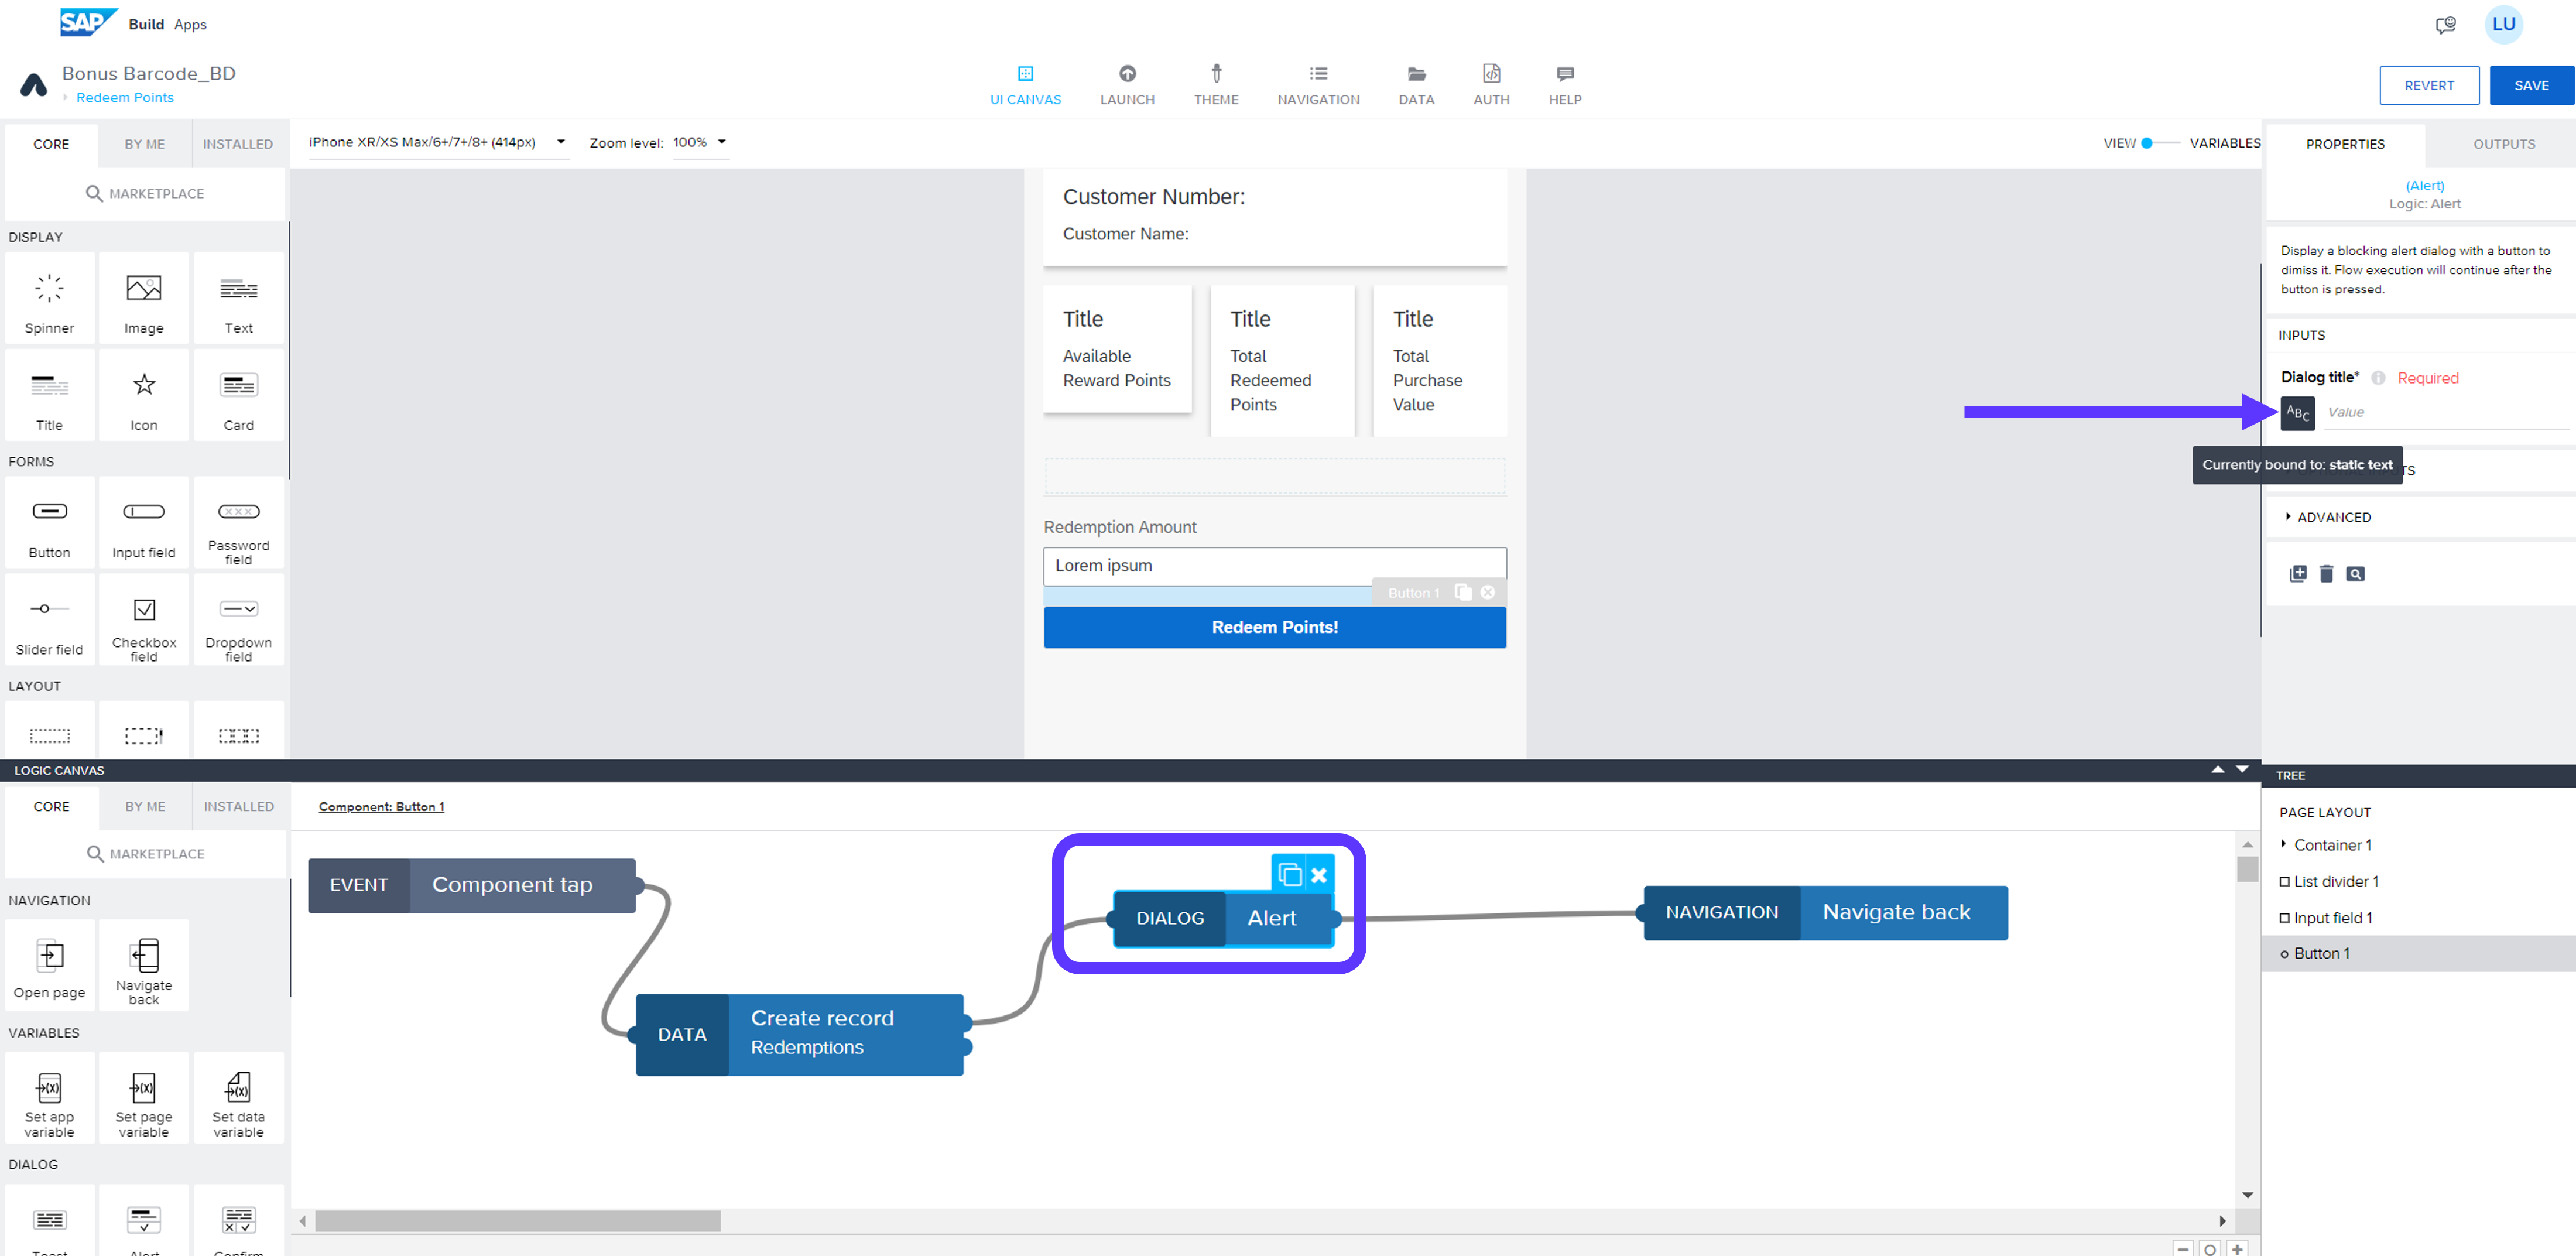 SAP Build Apps
LU
Bonus Barcode_BD
Redeem Points
UI CANVAS
LAUNCH
THEME
NAVIGATION
DATA
AUTH
HELP
REVERT
SAVE
CORE
BY ME
INSTALLED
iPhone XR/XS Max/6+/7+/8+ (414px)
Zoom level: 100%
VIEW
VARIABLES
PROPERTIES
OUTPUTS
MARKETPLACE
DISPLAY
Spinner
Image
Text
Title
Icon
Card
FORMS
Button
Input field
Password
field
Slider field
Checkbox
field
Dropdown
field
LAYOUT
Customer Number:
Customer Name:
Title
Available
Reward Points
Title
Total
Redeemed
Points
Title
Total
Purchase
Value
Redemption Amount
Lorem ipsum
Button 1
Redeem Points!
(Alert)
Logic: Alert
Display a blocking alert dialog with a button to
dimiss it. Flow execution will continue after the
button is pressed.
INPUTS
Dialog title* Required
ABC
Value
Currently bound to: static text
TS
ADVANCED
LOGIC CANVAS
CORE
BY ME
INSTALLED
MARKETPLACE
NAVIGATION
Open page
Navigate
back
VARIABLES
(x)
(x)
(x)
Set app
variable
Set page
variable
Set data
variable
DIALOG
Toast
Alert
Confirm
Component: Button 1
EVENT
Component tap
DATA
Create record
Redemptions
DIALOG
Alert
NAVIGATION
Navigate back
TREE
PAGE LAYOUT
Container 1
List divider 1
Input field 1
Button 1